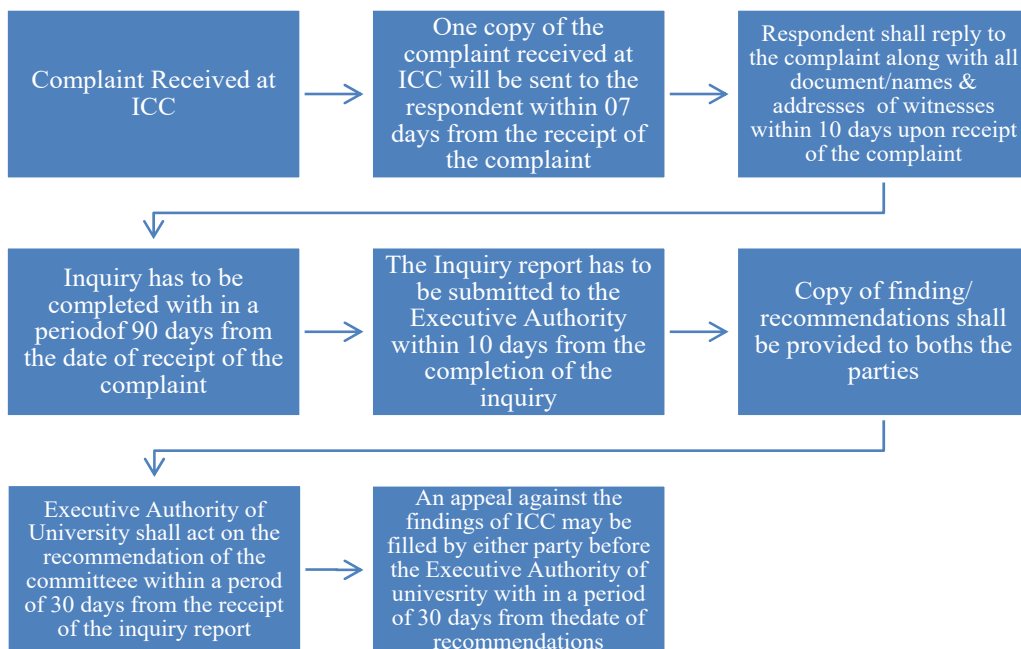 Complaint Received at
ICC
One copy of the
complaint received at
ICC will be sent to the
respondent within 07
days from the receipt of
the complaint
Respondent shall reply to
the complaint along with all
document/names &
addresses of witnesses
within 10 days upon receipt
of the complaint
Inquiry has to be
completed with in a
periodof 90 days from
the date of receipt of the
complaint
The Inquiry report has to
be submitted to the
Executive Authority
within 10 days from the
completion of the
inquiry
Copy of finding/
recommendations shall
be provided to boths the
parties
Executive Authority of
University shall act on the
recommendation of the
committeee within a perod
of 30 days from the receipt
of the inquiry report
An appeal against the
findings of ICC may be
filled by either party before
the Executive Authority of
univesrity with in a period
of 30 days from thedate of
recommendations